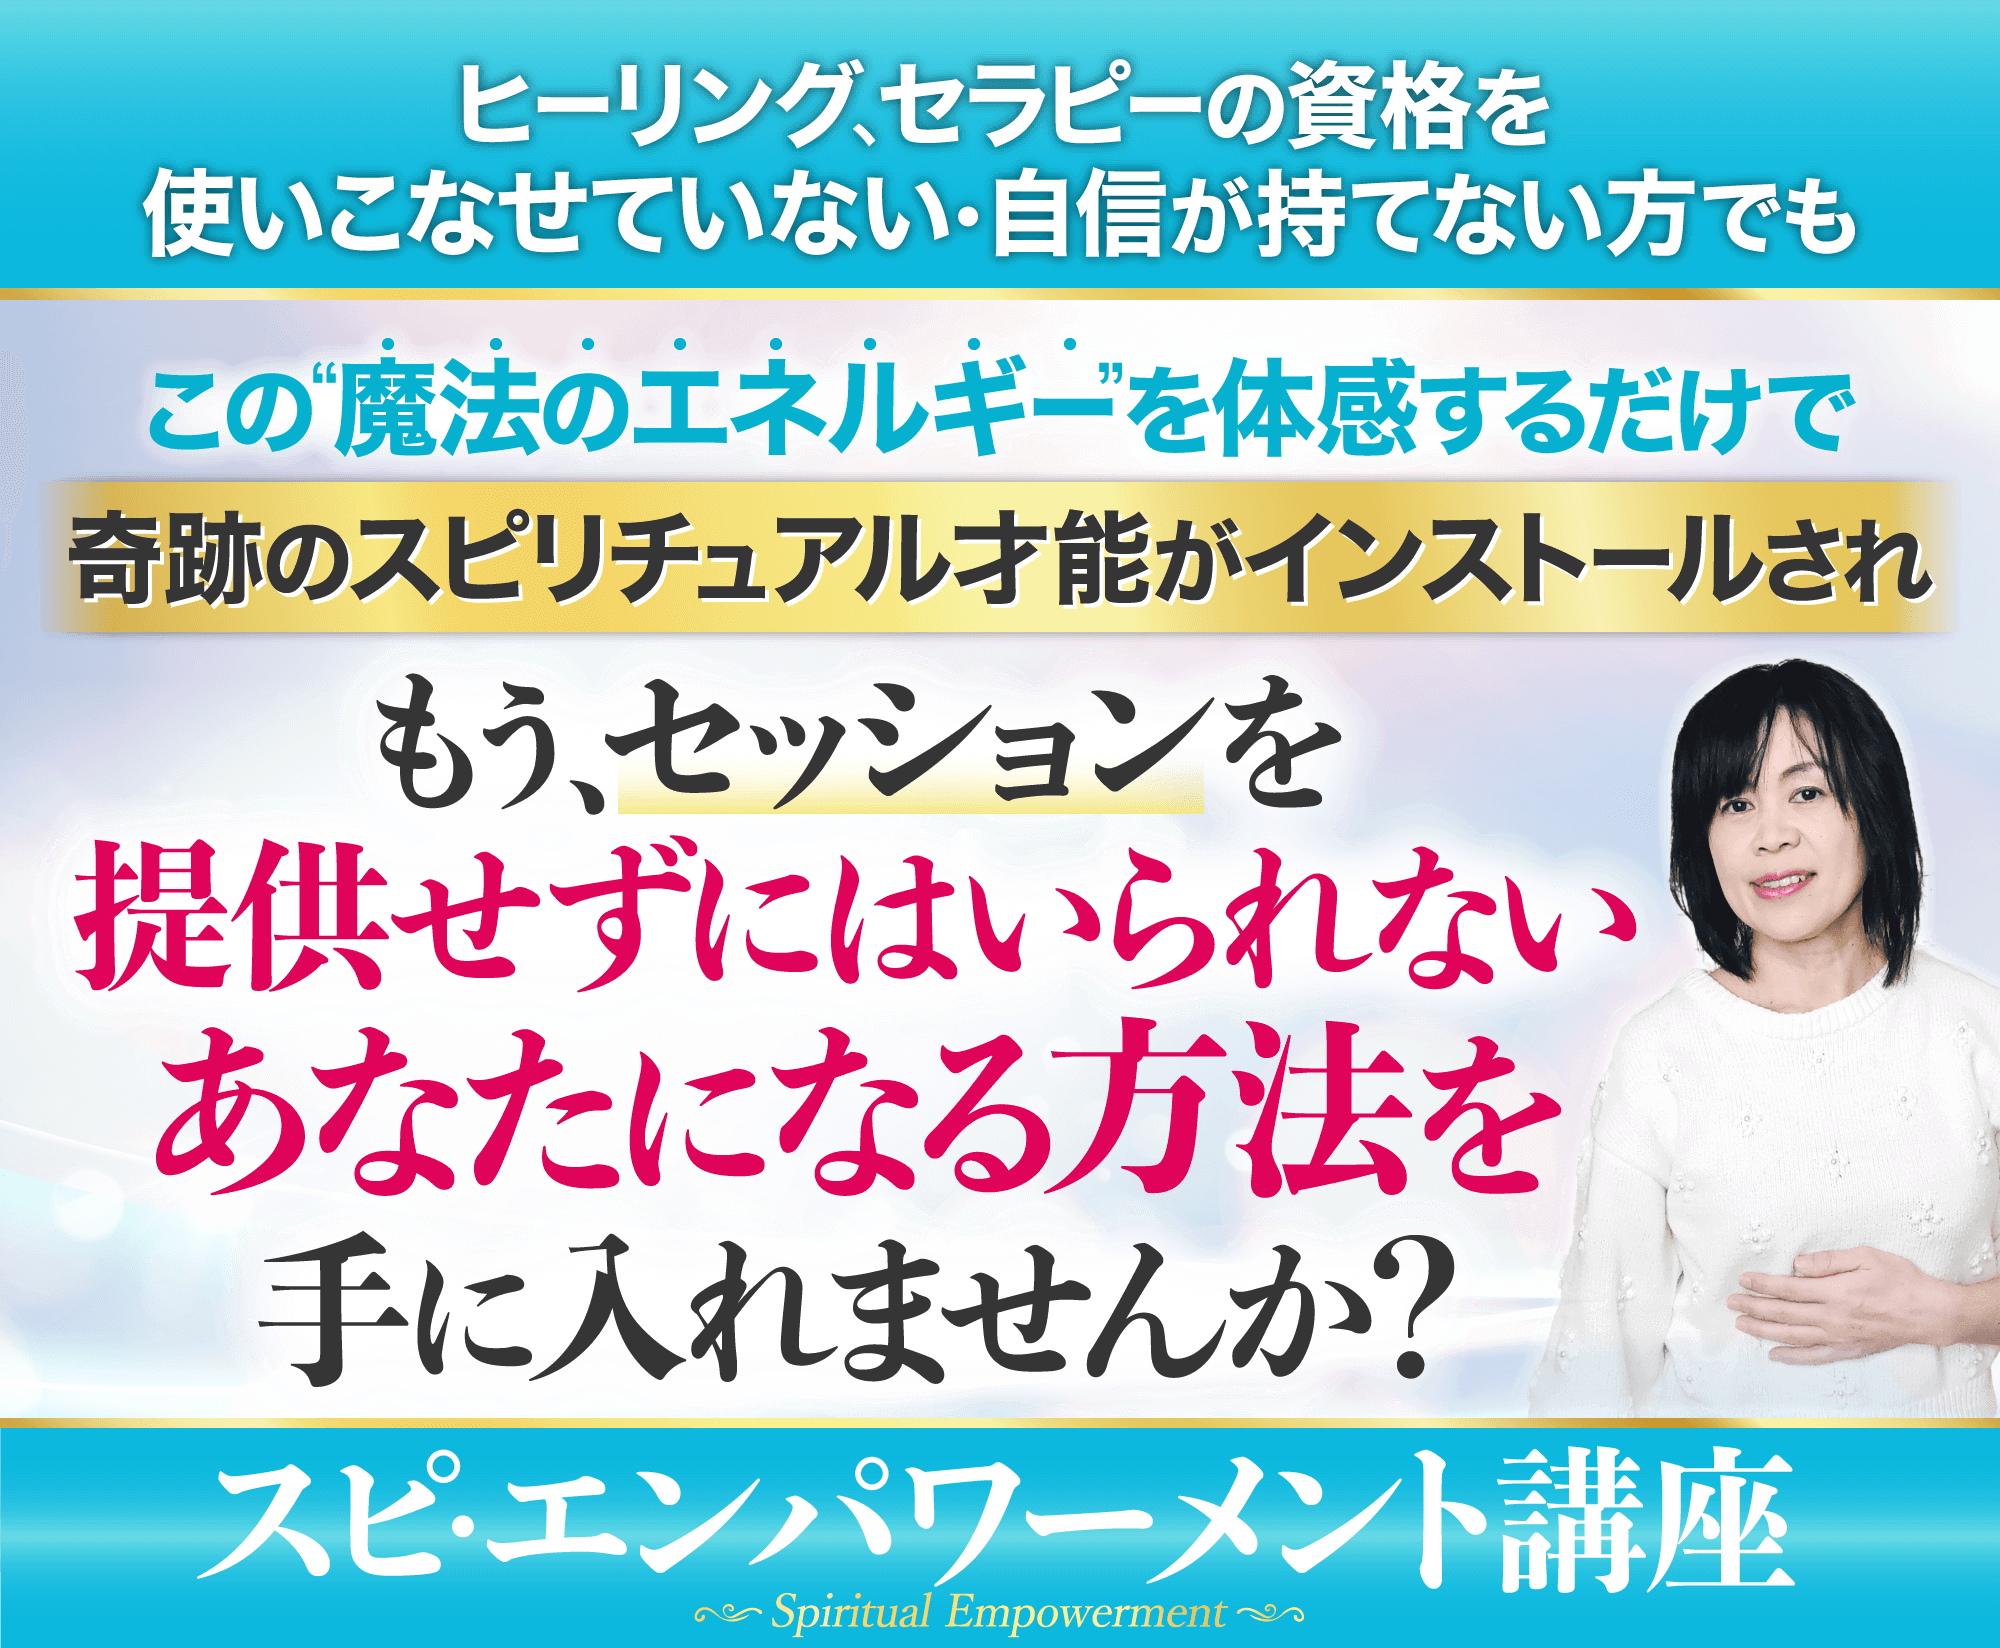 ヒーリング、セラピーの資格を
使いこなせていない・自信が持てない方でも
この“魔法のエネルギー”を体感するだけで
奇跡のスピリチュアル才能がインストールされ
もう、セッションを
提供せずにはいられない
あなたになる方法を
手に入れませんか？
スピ・エンパワーメント講座
Spiritual Empowerment